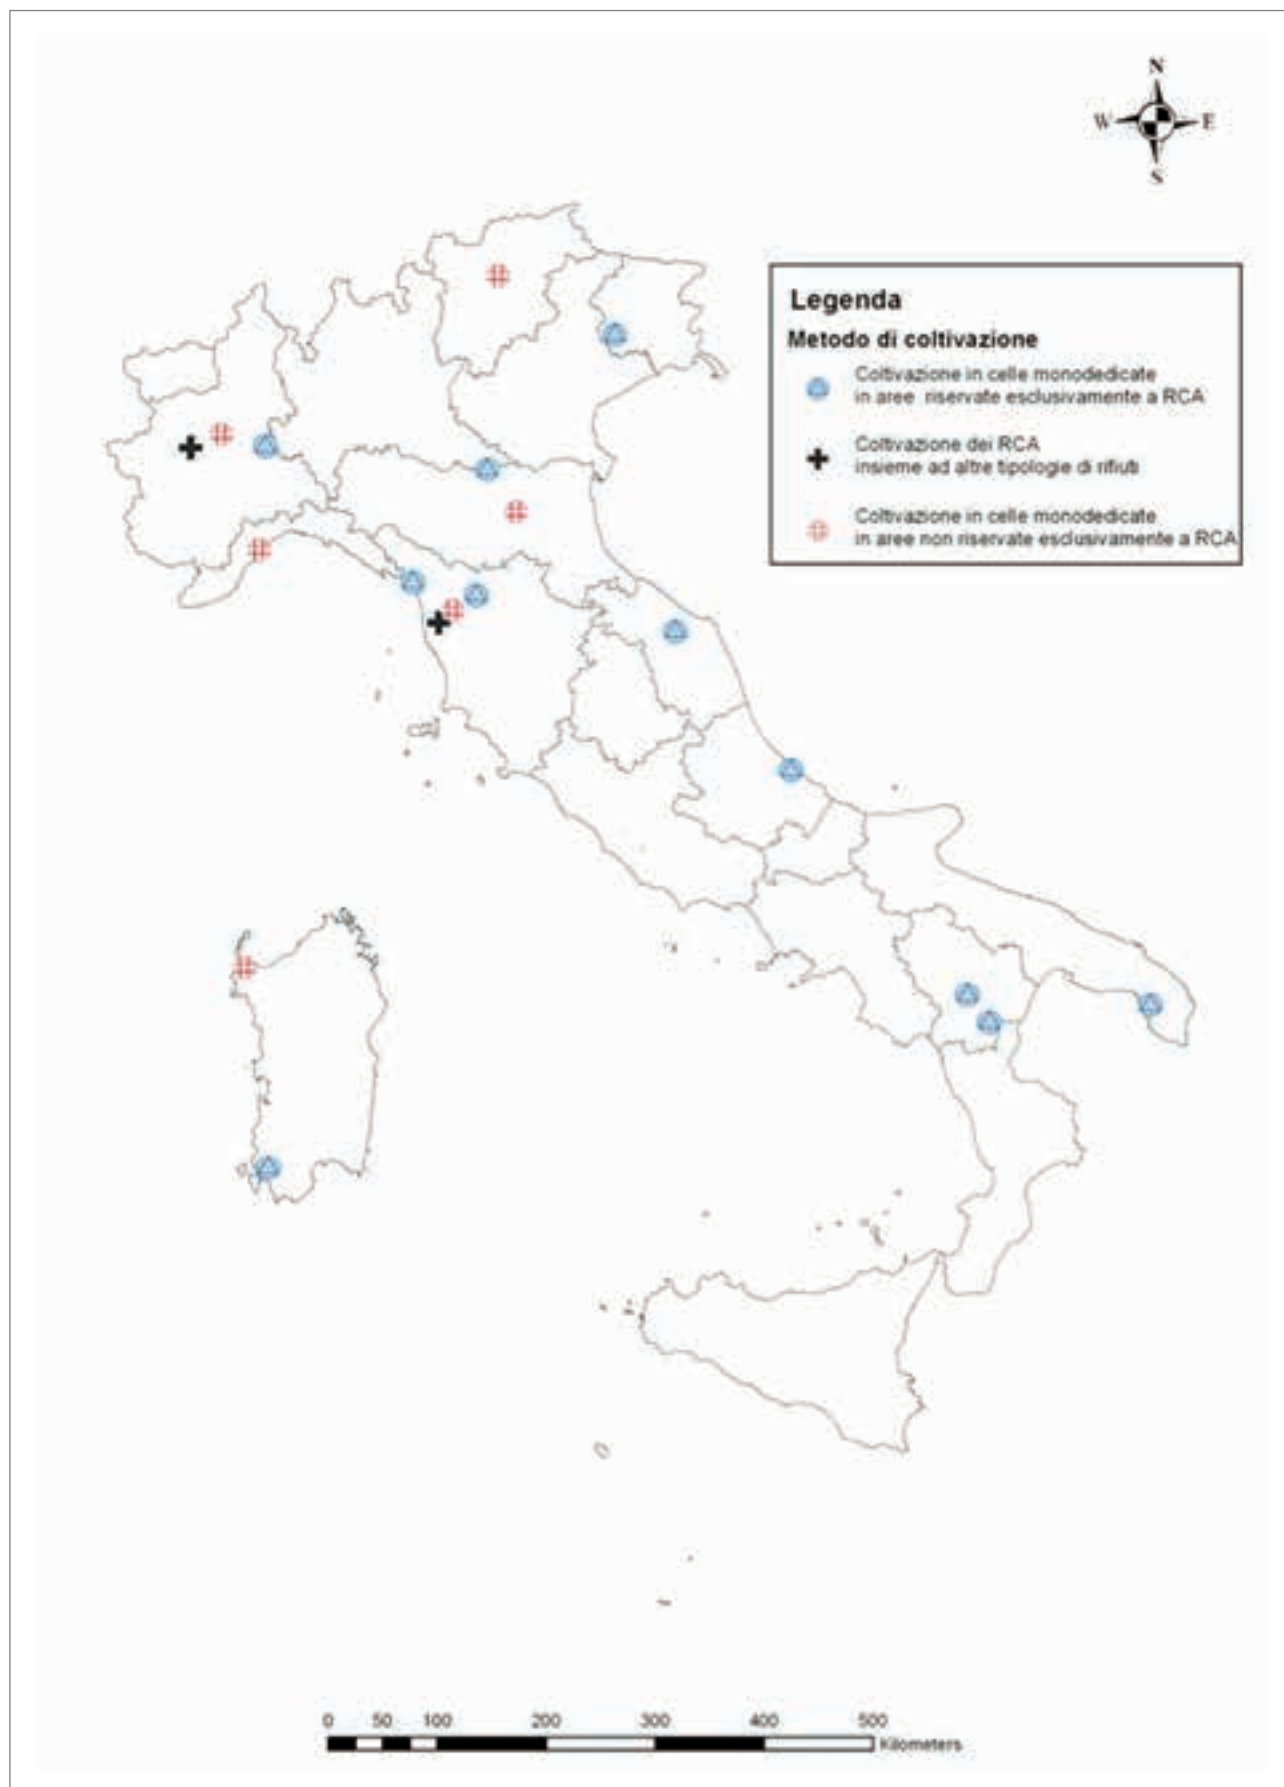 N
W E
S
Legenda
Metodo di coltivazione
Coltivazione in celle monodedicate
in aree riservate esclusivamente a RCA
Coltivazione dei RCA
insieme ad altre tipologie di rifiuti
Coltivazione in celle monodedicate
in aree non riservate esclusivamente a RCA
0 50 100 200 300 400 500
Kilometers